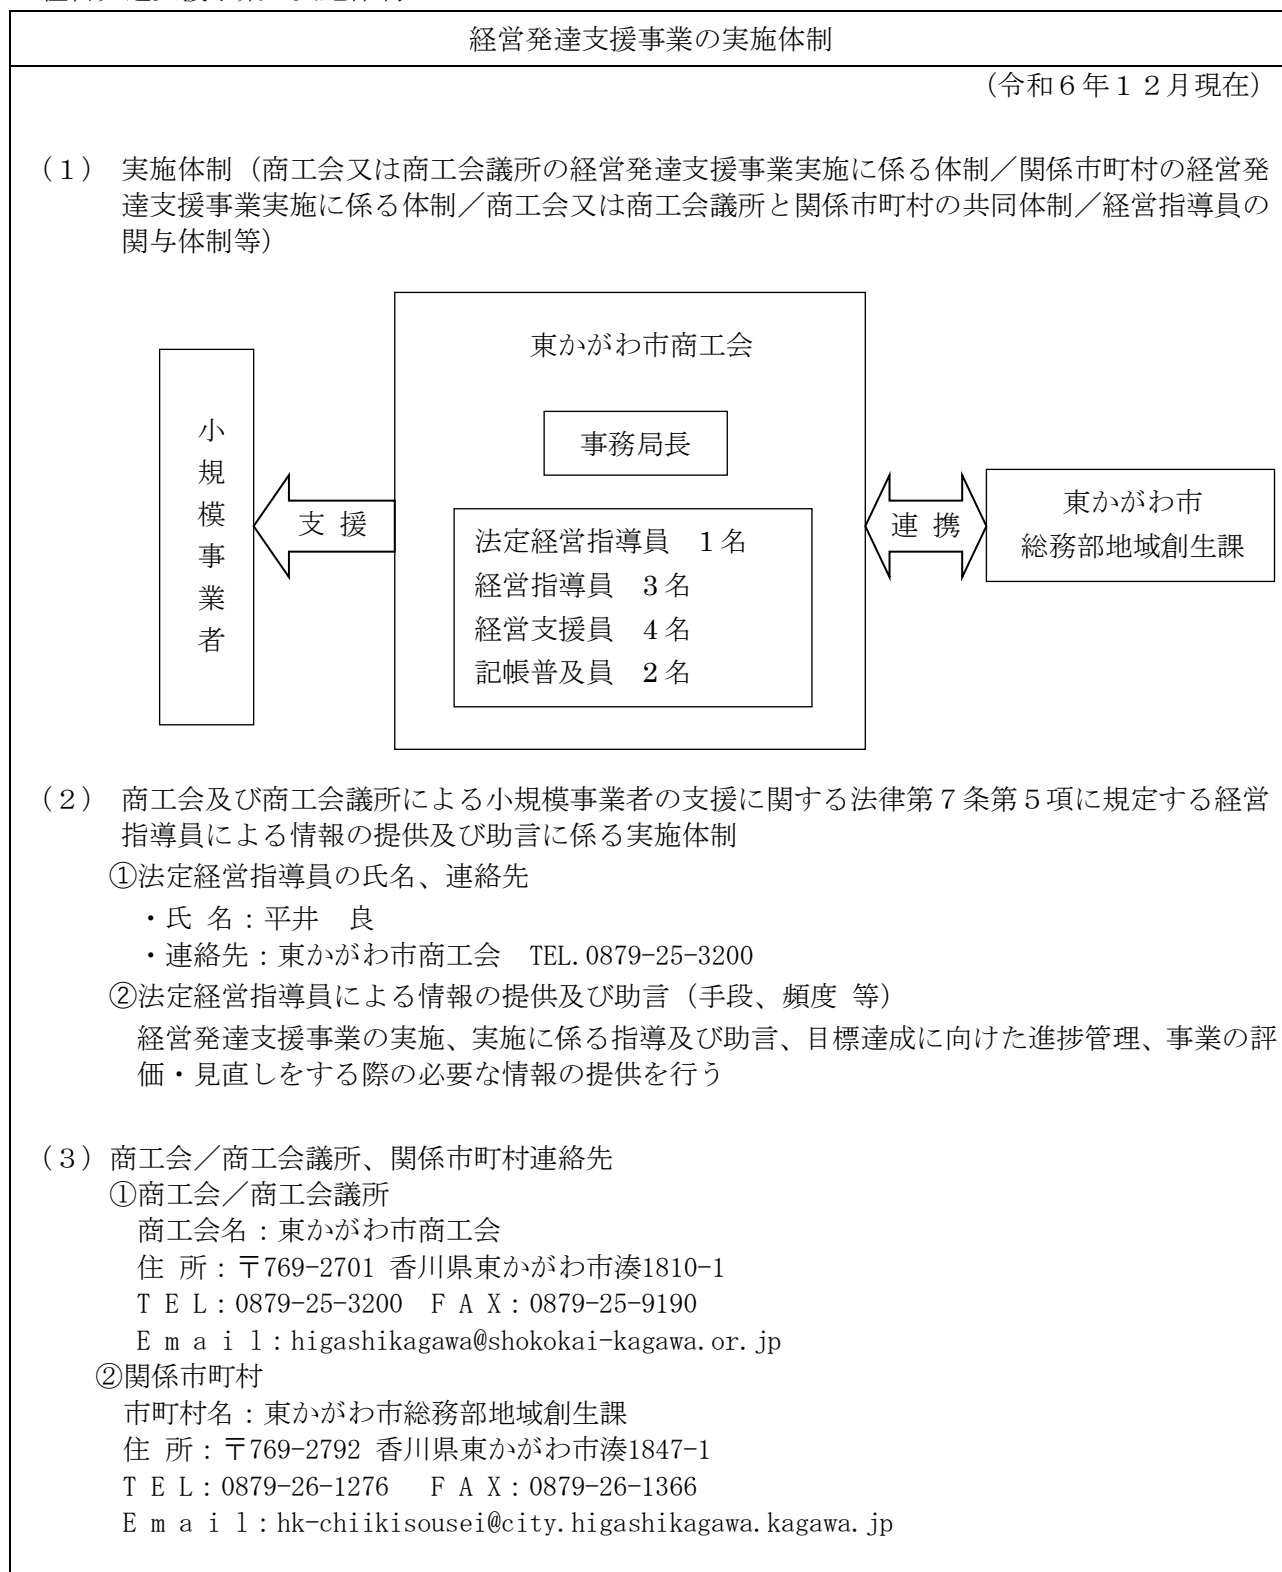 経営発達支援事業の実施体制
(令和6年12月現在)
(1) 実施体制(商工会又は商工会議所の経営発達支援事業実施に係る体制/関係市町村の経営発
達支援事業実施に係る体制/商工会又は商工会議所と関係市町村の共同体制/経営指導員の
関与体制等)
東かがわ市商工会
事務局長
小規模事業者
支 援
法定経営指導員 1名
経営指導員 3名
経営支援員 4名
記帳普及員 2名
連 携
東かがわ市
総務部地域創生課
(2) 商工会及び商工会議所による小規模事業者の支援に関する法律第7条第5項に規定する経営
指導員による情報の提供及び助言に係る実施体制
①法定経営指導員の氏名、連絡先
・氏 名:平井 良
・連絡先:東かがわ市商工会 TEL.0879-25-3200
②法定経営指導員による情報の提供及び助言(手段、頻度 等)
経営発達支援事業の実施、実施に係る指導及び助言、目標達成に向けた進捗管理、事業の評
価・見直しをする際の必要な情報の提供を行う
(3)商工会/商工会議所、関係市町村連絡先
①商工会/商工会議所
商工会名:東かがわ市商工会
住 所:〒769-2701 香川県東かがわ市湊1810-1
T E L:0879-25-3200 F A X:0879-25-9190
E m a i l:higashikagawa@shokokai-kagawa.or.jp
②関係市町村
市町村名:東かがわ市総務部地域創生課
住 所:〒769-2792 香川県東かがわ市湊1847-1
T E L:0879-26-1276 F A X:0879-26-1366
E m a i l:hk-chiikisousei@city.higashikagawa.kagawa.jp